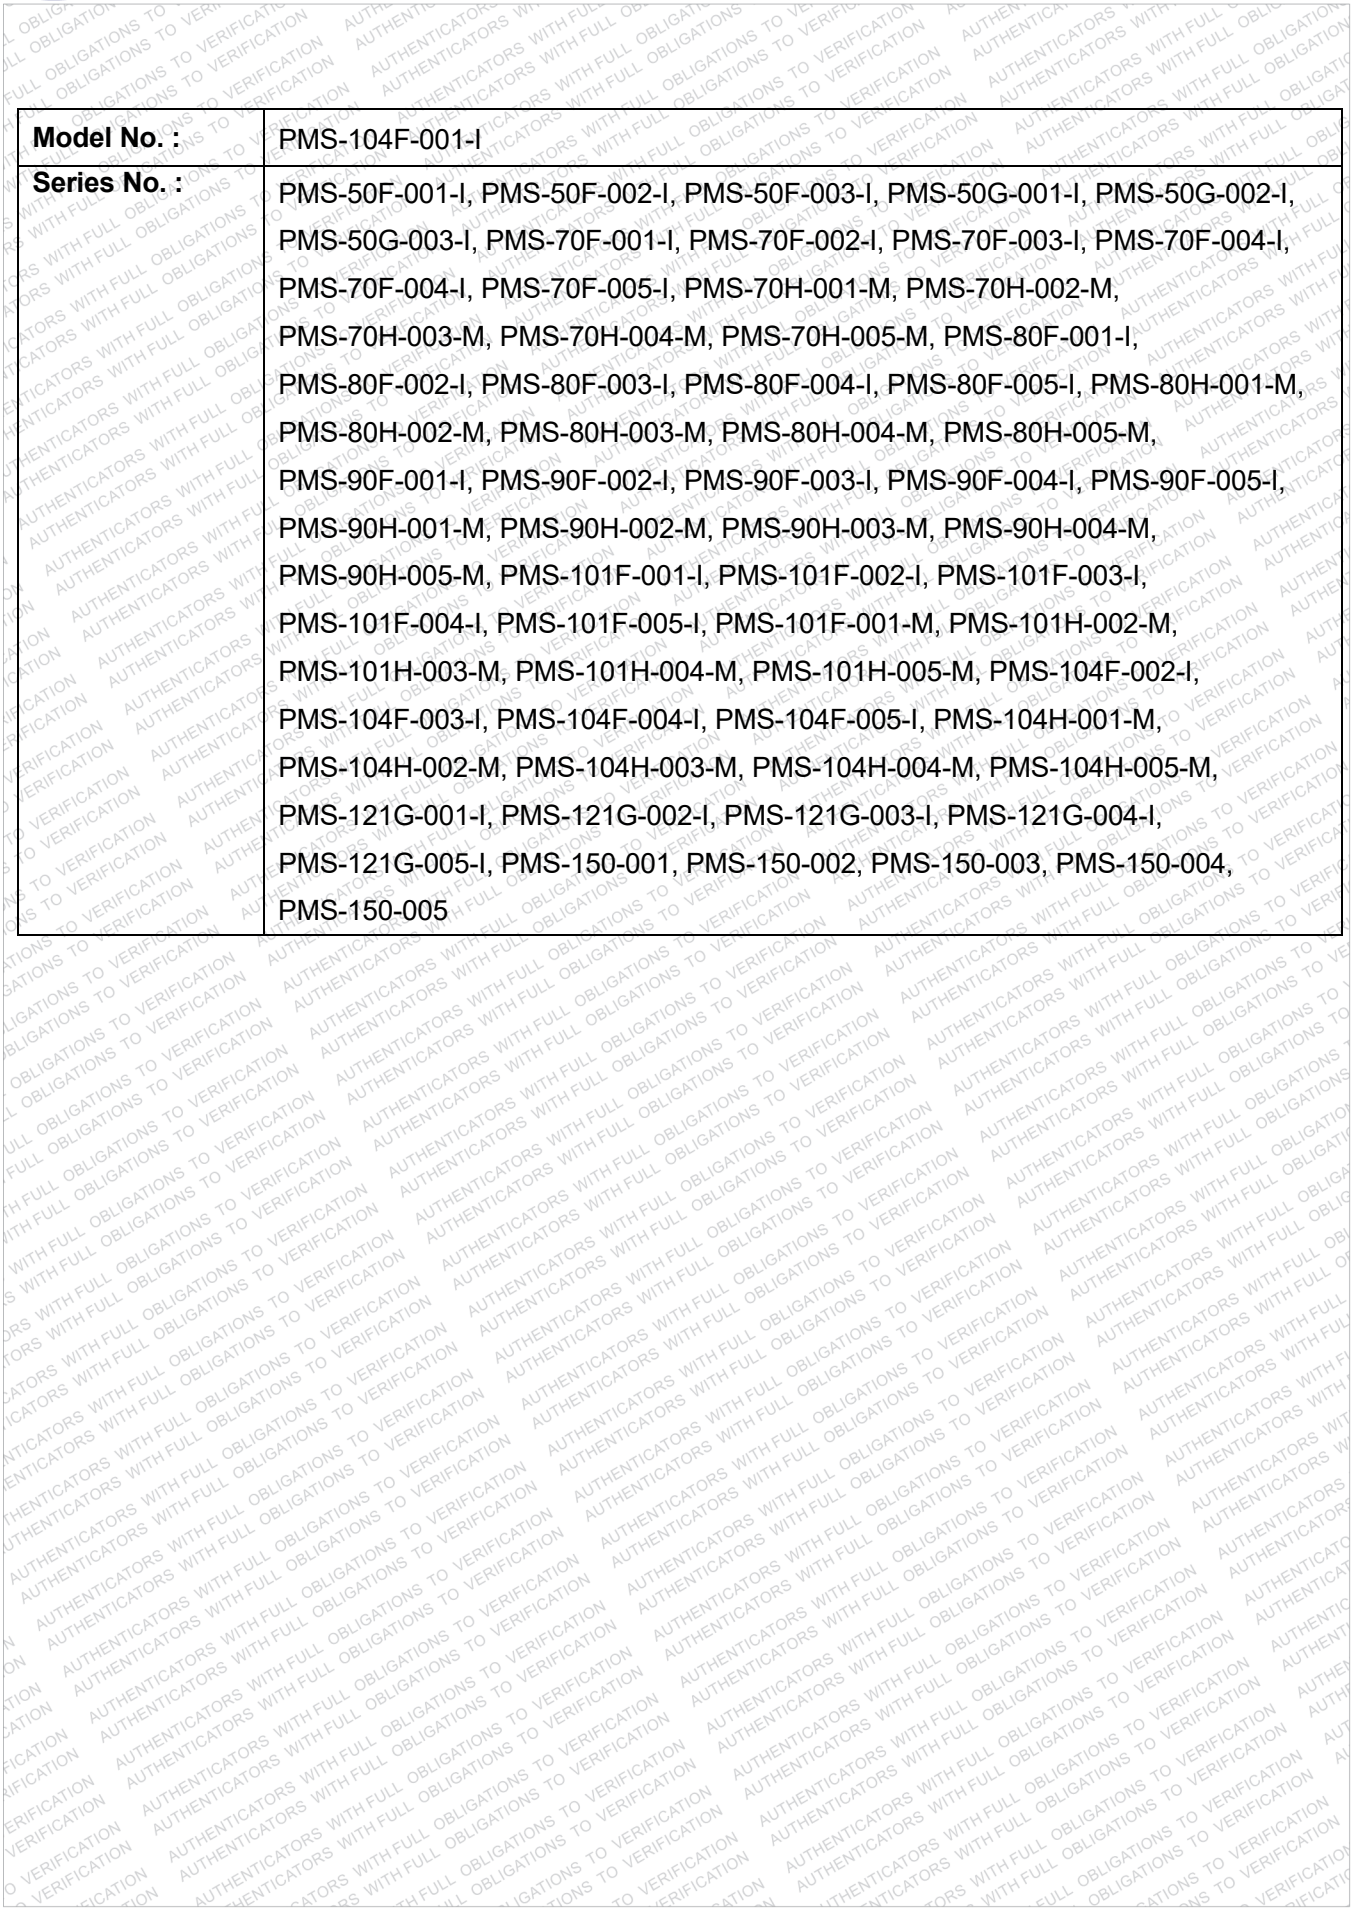 Model No. :
PMS-104F-001-I
Series No. :
PMS-50F-001-I, PMS-50F-002-I, PMS-50F-003-I, PMS-50G-001-I, PMS-50G-002-I,
PMS-50G-003-I, PMS-70F-001-I, PMS-70F-002-I, PMS-70F-003-I, PMS-70F-004-I,
PMS-70F-004-I, PMS-70F-005-I, PMS-70H-001-M, PMS-70H-002-M,
PMS-70H-003-M, PMS-70H-004-M, PMS-70H-005-M, PMS-80F-001-I,
PMS-80F-002-I, PMS-80F-003-I, PMS-80F-004-I, PMS-80F-005-I, PMS-80H-001-M,
PMS-80H-002-M, PMS-80H-003-M, PMS-80H-004-M, PMS-80H-005-M,
PMS-90F-001-I, PMS-90F-002-I, PMS-90F-003-I, PMS-90F-004-I, PMS-90F-005-I,
PMS-90H-001-M, PMS-90H-002-M, PMS-90H-003-M, PMS-90H-004-M,
PMS-90H-005-M, PMS-101F-001-I, PMS-101F-002-I, PMS-101F-003-I,
PMS-101F-004-I, PMS-101F-005-I, PMS-101F-001-M, PMS-101H-002-M,
PMS-101H-003-M, PMS-101H-004-M, PMS-101H-005-M, PMS-104F-002-I,
PMS-104F-003-I, PMS-104F-004-I, PMS-104F-005-I, PMS-104H-001-M,
PMS-104H-002-M, PMS-104H-003-M, PMS-104H-004-M, PMS-104H-005-M,
PMS-121G-001-I, PMS-121G-002-I, PMS-121G-003-I, PMS-121G-004-I,
PMS-121G-005-I, PMS-150-001, PMS-150-002, PMS-150-003, PMS-150-004,
PMS-150-005
AUTHENTICATORS WITH FULL OBLIGATIONS TO VERIFICATION